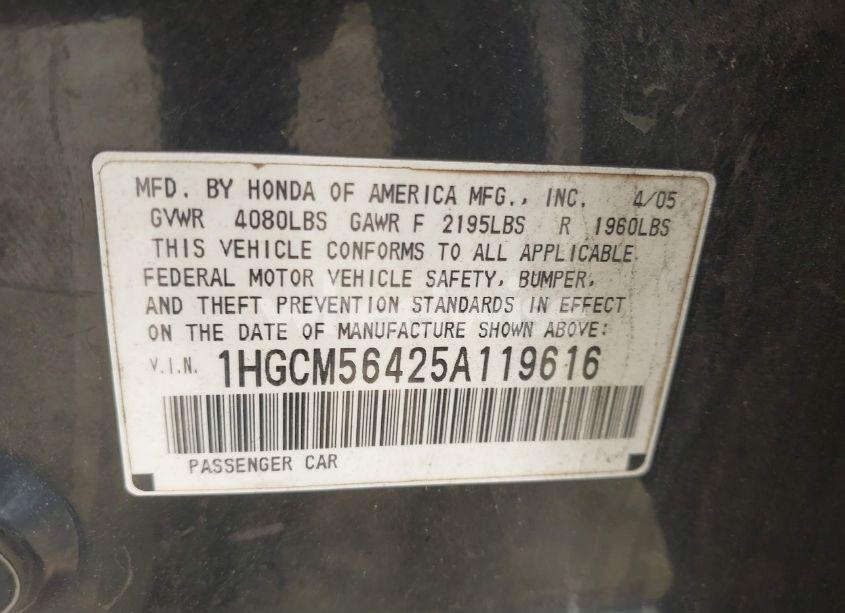 MFD. BY HONDA OF AMERICA MFG., INC. 4/05
GVWR 4080LBS GAWR F 2195LBS R 1960LBS
THIS VEHICLE CONFORMS TO ALL APPLICABLE
FEDERAL MOTOR VEHICLE SAFETY, BUMPER,
AND THEFT PREVENTION STANDARDS IN EFFECT
ON THE DATE OF MANUFACTURE SHOWN ABOVE:
V.I.N. 1HGCM56425A119616
PASSENGER CAR